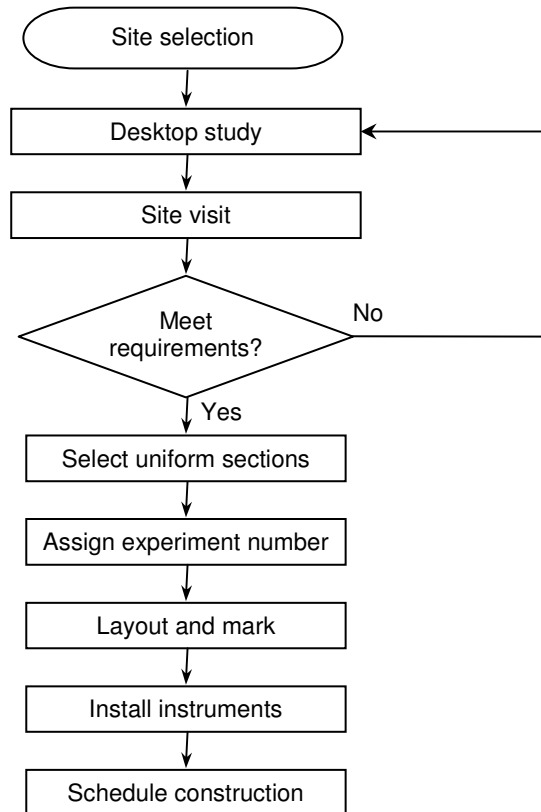 Site selection
Desktop study
Site visit
Meet
requirements?
No
Yes
Select uniform sections
Assign experiment number
Layout and mark
Install instruments
Schedule construction